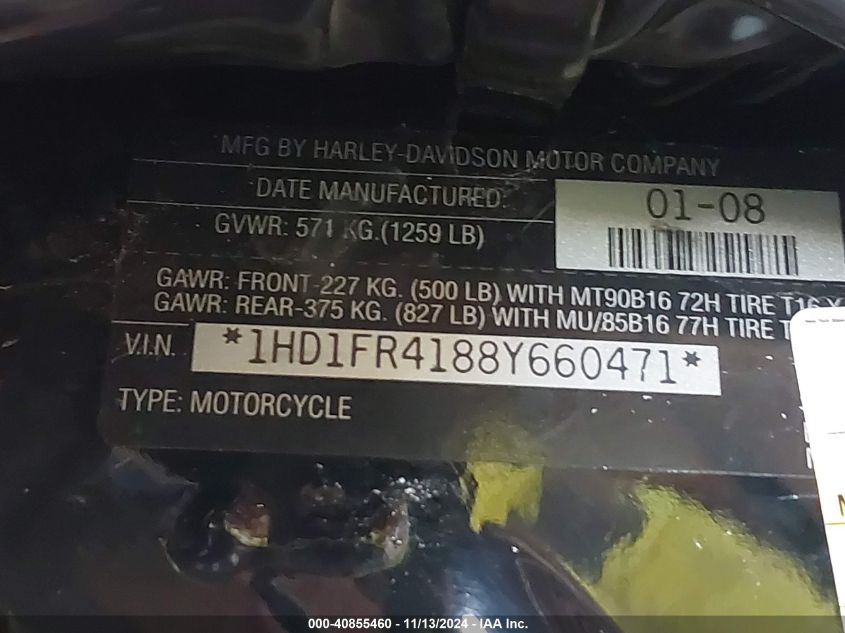 MFG BY HARLEY-DAVIDSON MOTOR COMPANY
DATE MANUFACTURED: 01-08
GVWR: 571 KG.(1259 LB)
GAWR: FRONT-227 KG. (500 LB) WITH MT90B16 72H TIRE T16 X
GAWR: REAR-375 KG. (827 LB) WITH MU/85B16 77H TIRE T
V.I.N. *1HD1FR4188Y660471*
TYPE: MOTORCYCLE
000-40855460 - 11/13/2024 - IAA Inc.